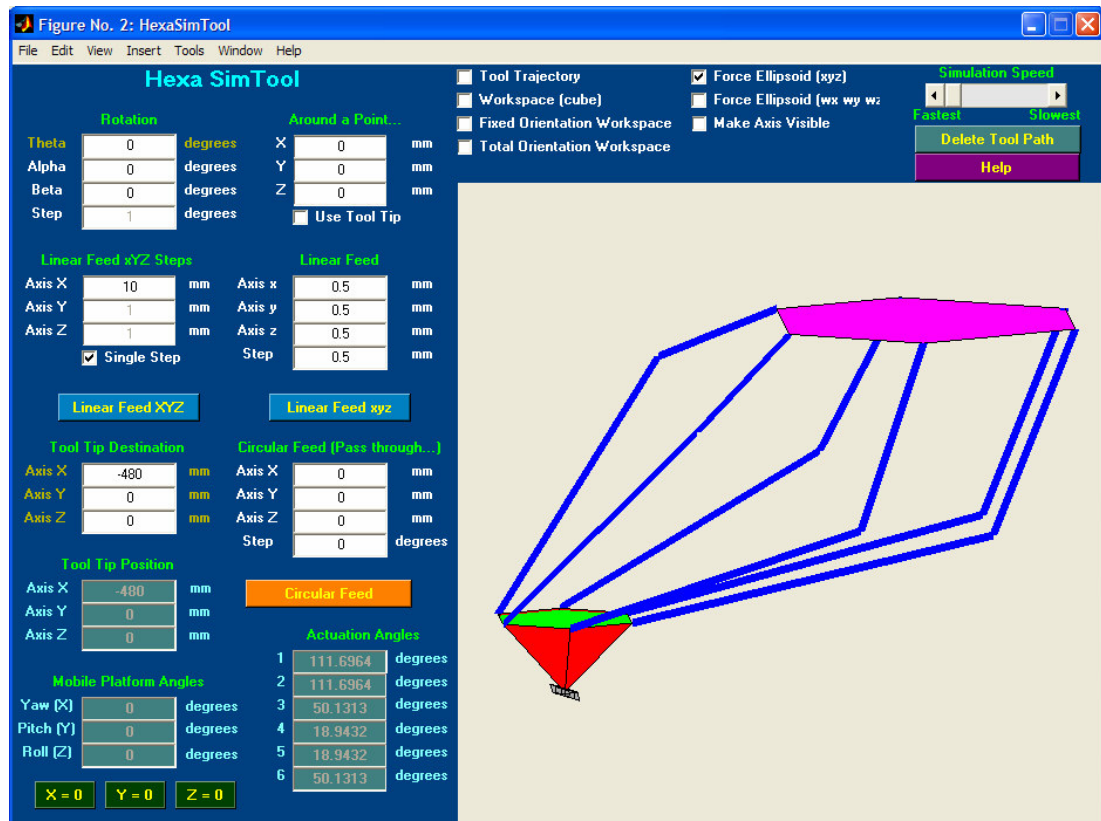 Figure No. 2: HexaSimTool
File Edit View Insert Tools Window Help
Hexa SimTool
Rotation
Theta 0 degrees
Alpha 0 degrees
Beta 0 degrees
Step 1 degrees
Around a Point...
X 0 mm
Y 0 mm
Z 0 mm
Use Tool Tip
Linear Feed xYZ Steps
Axis X 10 mm
Axis Y 1 mm
Axis Z 1 mm
Single Step
Linear Feed XYZ
Linear Feed
Axis x 0.5 mm
Axis y 0.5 mm
Axis z 0.5 mm
Step 0.5 mm
Linear Feed xyz
Tool Tip Destination
Axis X -480 mm
Axis Y 0 mm
Axis Z 0 mm
Circular Feed (Pass through...)
Axis X 0 mm
Axis Y 0 mm
Axis Z 0 mm
Step 0 degrees
Circular Feed
Tool Tip Position
Axis X -480 mm
Axis Y 0 mm
Axis Z 0 mm
Mobile Platform Angles
Yaw (X) 0 degrees
Pitch (Y) 0 degrees
Roll (Z) 0 degrees
X = 0 Y = 0 Z = 0
Actuation Angles
1 111.6964 degrees
2 111.6964 degrees
3 50.1313 degrees
4 18.9432 degrees
5 18.9432 degrees
6 50.1313 degrees
Tool Trajectory
Workspace (cube)
Fixed Orientation Workspace
Total Orientation Workspace
Force Ellipsoid (xyz)
Force Ellipsoid (wx wy wz
Make Axis Visible
Simulation Speed
Fastest Slowest
Delete Tool Path
Help